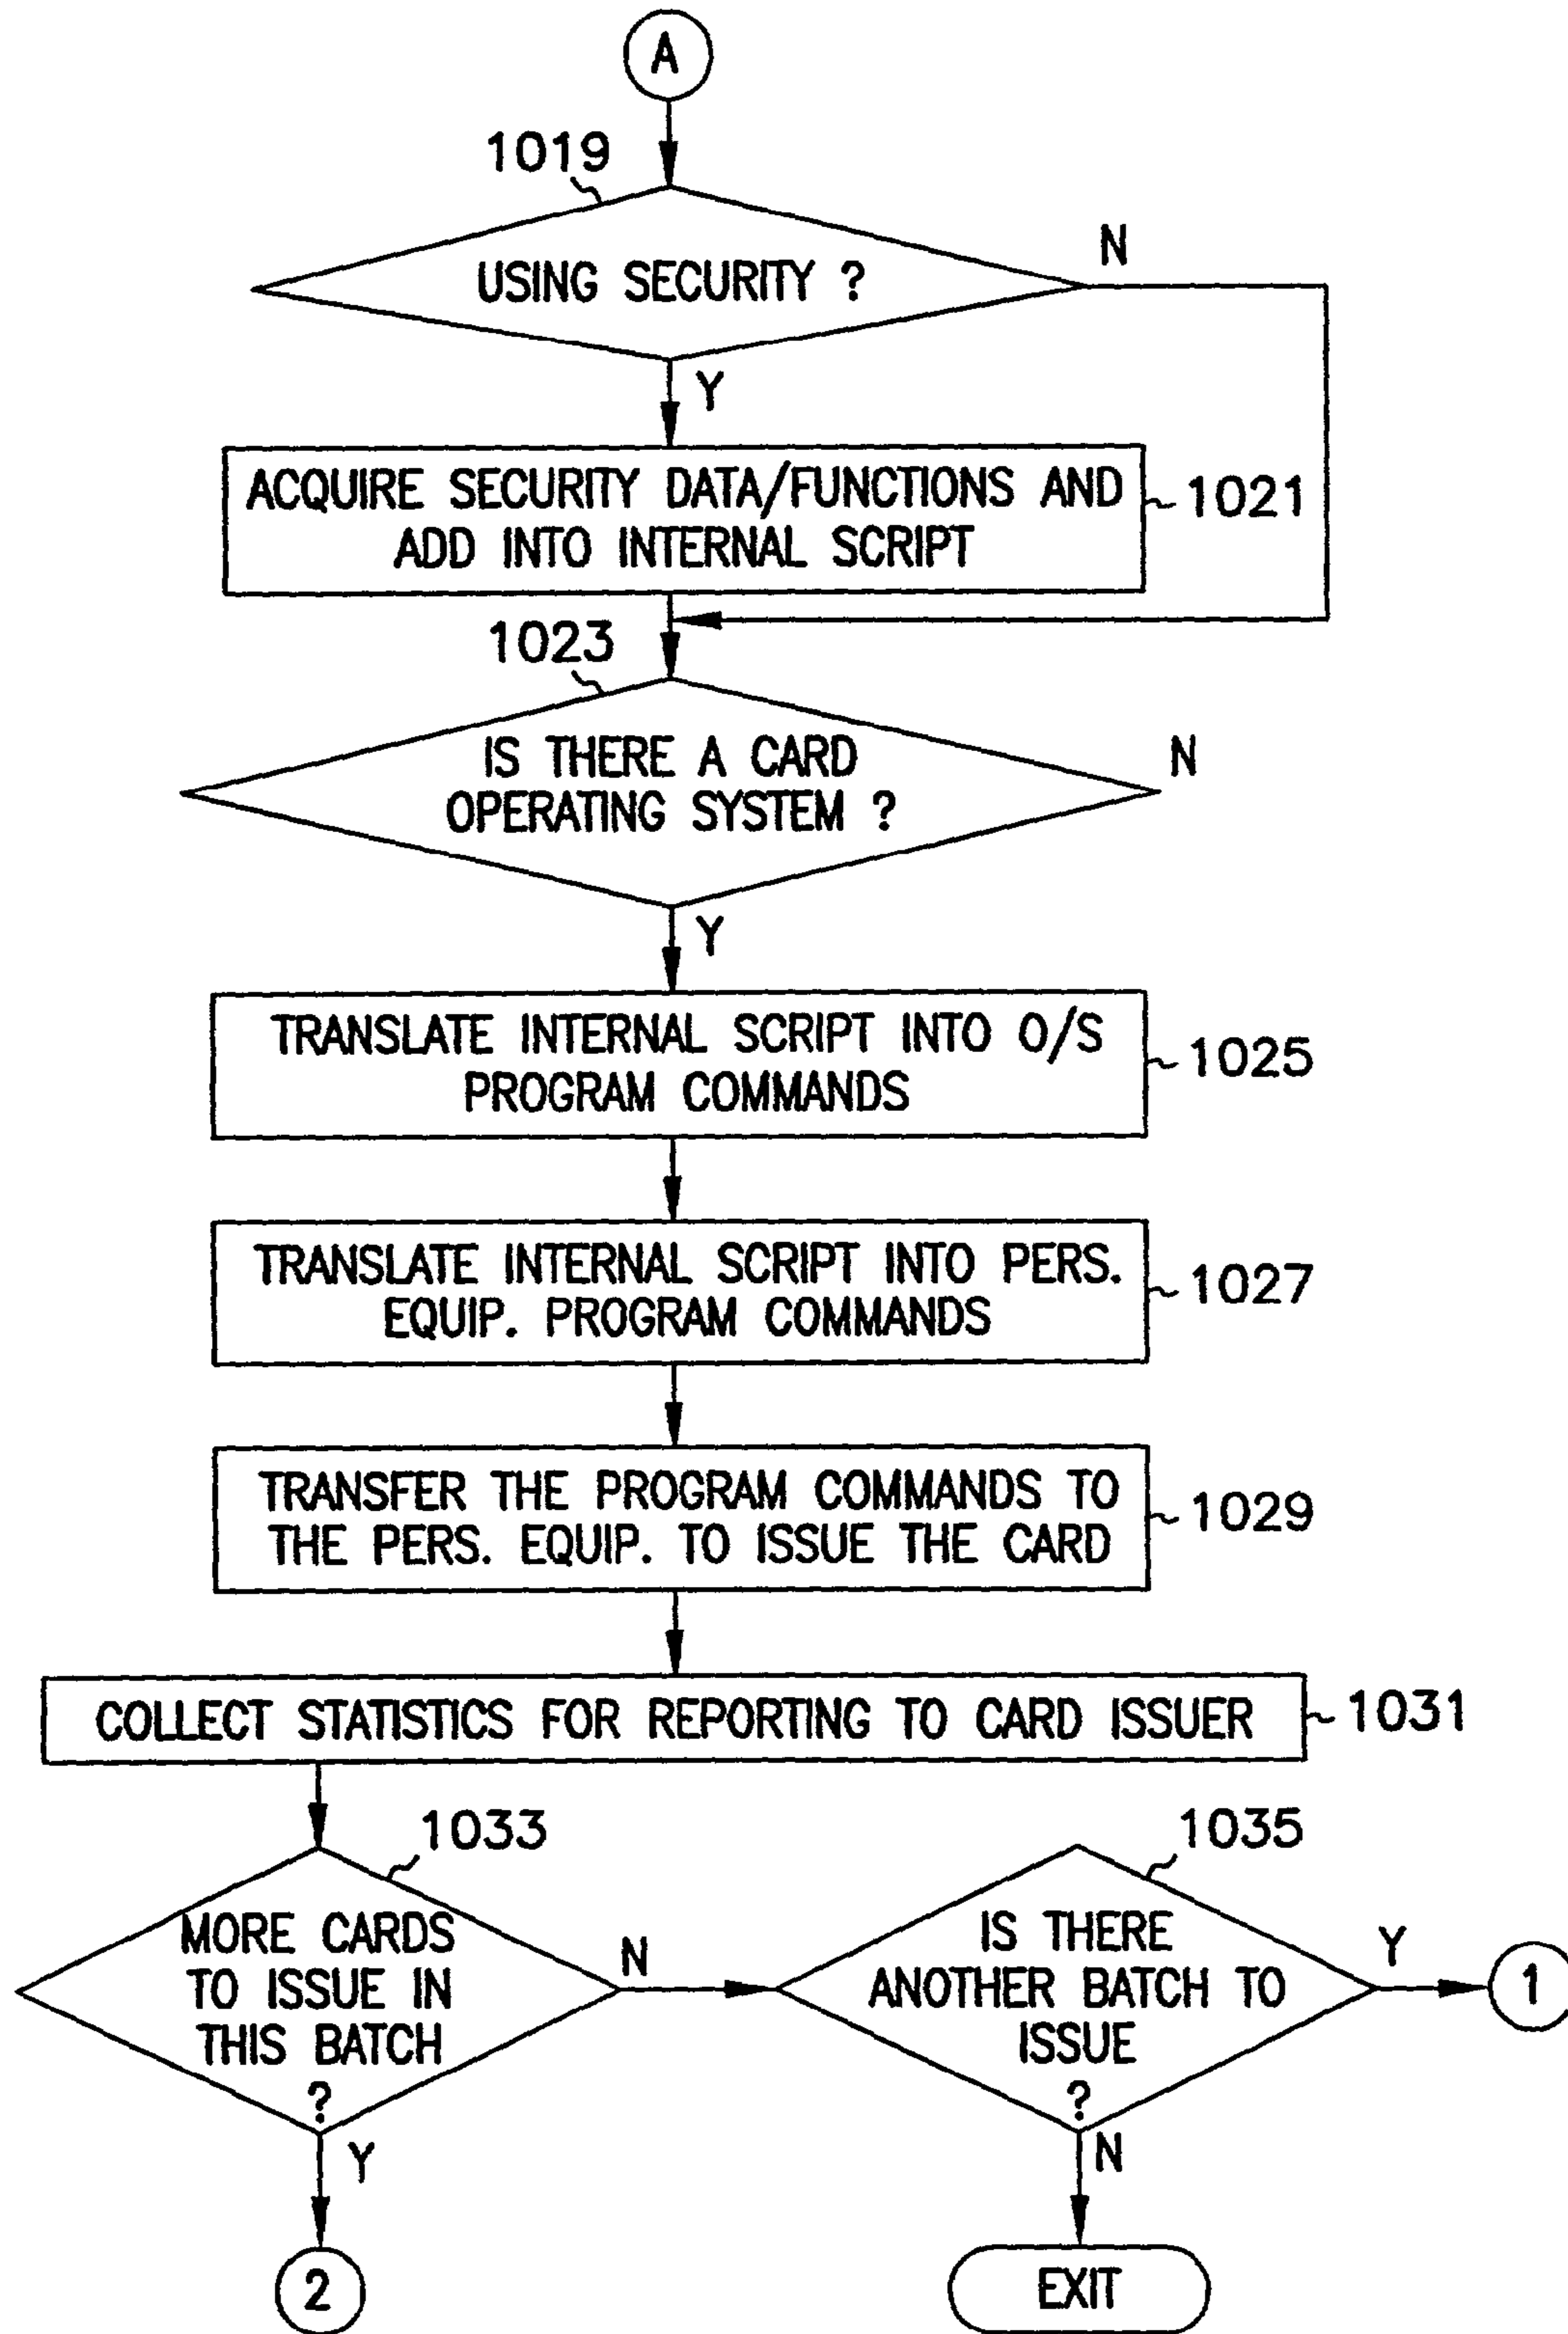 A
1019
USING SECURITY ?
N
Y
ACQUIRE SECURITY DATA/FUNCTIONS AND
ADD INTO INTERNAL SCRIPT
1021
1023
IS THERE A CARD
OPERATING SYSTEM ?
N
Y
TRANSLATE INTERNAL SCRIPT INTO O/S
PROGRAM COMMANDS
1025
TRANSLATE INTERNAL SCRIPT INTO PERS.
EQUIP. PROGRAM COMMANDS
1027
TRANSFER THE PROGRAM COMMANDS TO
THE PERS. EQUIP. TO ISSUE THE CARD
1029
COLLECT STATISTICS FOR REPORTING TO CARD ISSUER
1031
1033
MORE CARDS
TO ISSUE IN
THIS BATCH
?
N
Y
2
1035
IS THERE
ANOTHER BATCH TO
ISSUE
?
Y
1
N
EXIT